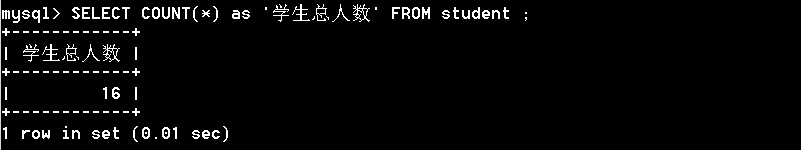 mysql> SELECT COUNT(*) as '学生总人数' FROM student ;
+------------+
| 学生总人数 |
+------------+
|         16 |
+------------+
1 row in set (0.01 sec)